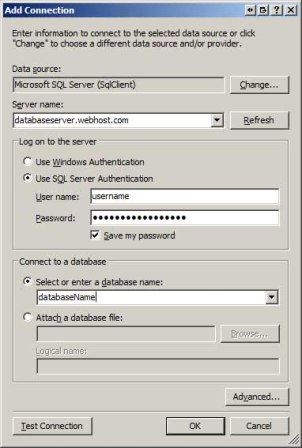 Add Connection
Enter information to connect to the selected data source or click
"Change" to choose a different data source and/or provider.
Data source:
Microsoft SQL Server (SqlClient)
Change...
Server name:
databaseserver.webhost.com
Refresh
Log on to the server
Use Windows Authentication
Use SQL Server Authentication
User name:
username
Password:
●●●●●●●●●●●●●●●●●
Save my password
Connect to a database
Select or enter a database name:
databaseName
Attach a database file:
Browse...
Logical name:
Advanced...
Test Connection
OK
Cancel